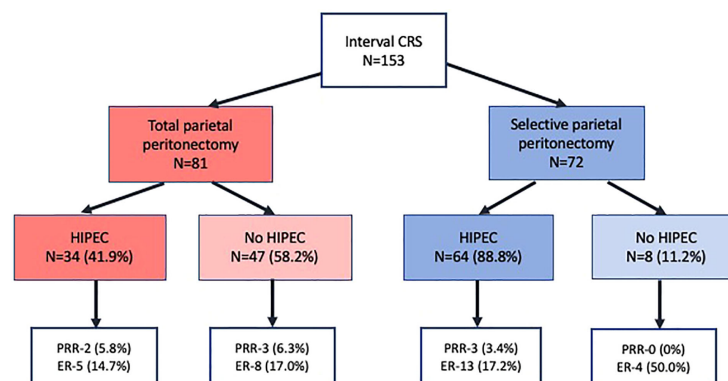 Interval CRS
N=153
Total parietal
peritonectomy
N=81
Selective parietal
peritonectomy
N=72
HIPEC
N=34 (41.9%)
No HIPEC
N=47 (58.2%)
HIPEC
N=64 (88.8%)
No HIPEC
N=8 (11.2%)
PRR-2 (5.8%)
ER-5 (14.7%)
PRR-3 (6.3%)
ER-8 (17.0%)
PRR-3 (3.4%)
ER-13 (17.2%)
PRR-0 (0%)
ER-4 (50.0%)